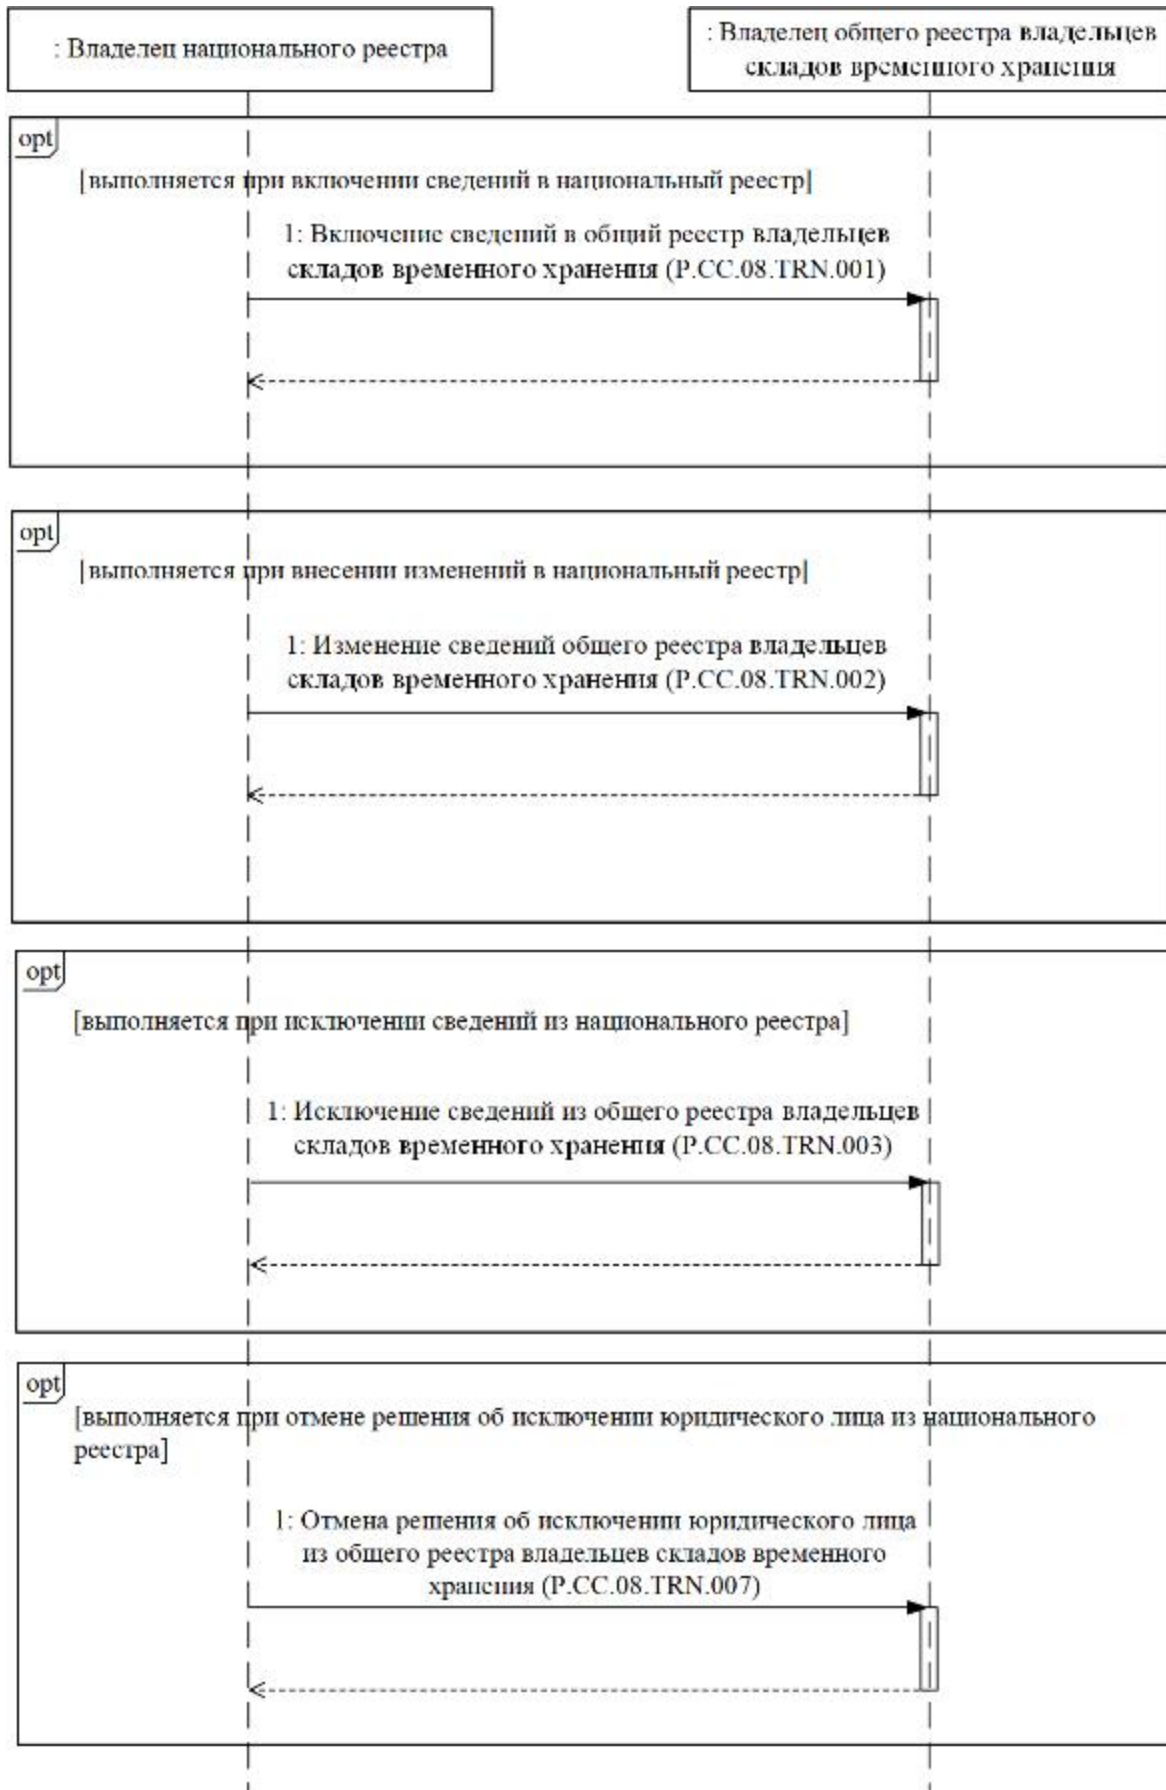 : Владелец национального реестра
: Владелец общего реестра владельцев
складов временного хранения
opt
[выполняется при включении сведений в национальный реестр]
1: Включение сведений в общий реестр владельцев
складов временного хранения (P.CC.08.TRN.001)
opt
[выполняется при внесении изменений в национальный реестр]
1: Изменение сведений общего реестра владельцев
складов временного хранения (P.CC.08.TRN.002)
opt
[выполняется при исключении сведений из национального реестра]
1: Исключение сведений из общего реестра владельцев
складов временного хранения (P.CC.08.TRN.003)
opt
[выполняется при отмене решения об исключении юридического лица из национального
реестра]
1: Отмена решения об исключении юридического лица
из общего реестра владельцев складов временного
хранения (P.CC.08.TRN.007)